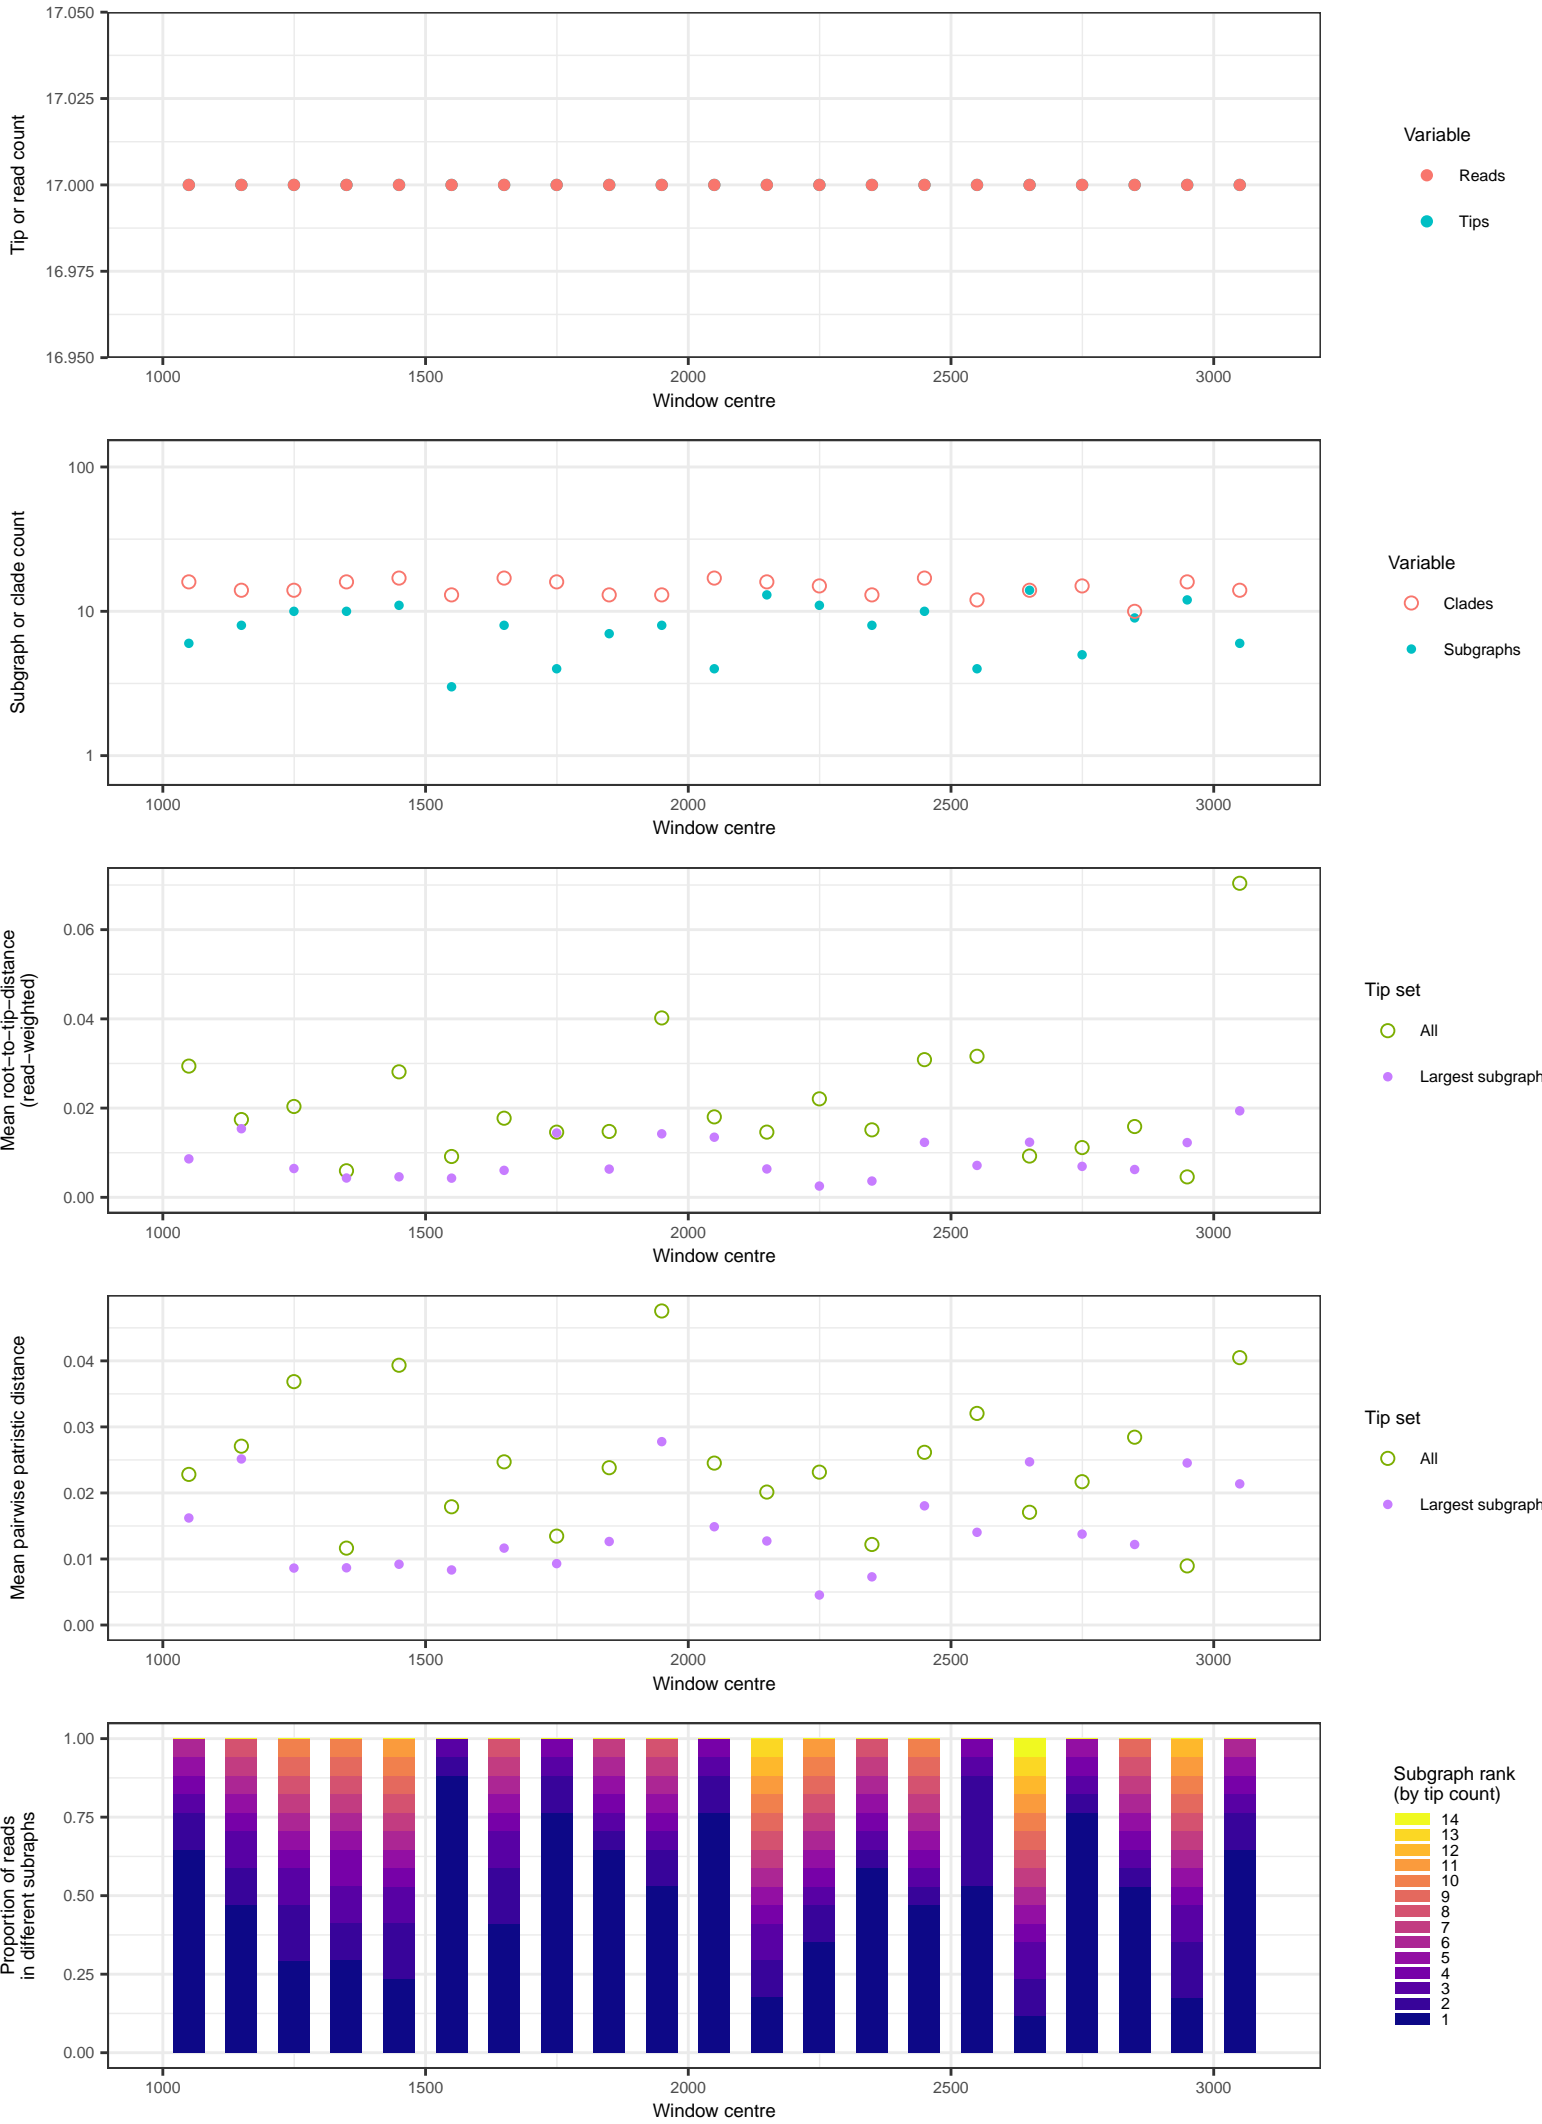 17.050
17.025
17.000
16.975
16.950
Tip or read count
1000 1500 2000 2500 3000
Window centre
Variable
Reads
Tips
100
10
1
Subgraph or clade count
1000 1500 2000 2500 3000
Window centre
Variable
Clades
Subgraphs
0.06
0.04
0.02
0.00
Mean root−to−tip−distance
(read−weighted)
1000 1500 2000 2500 3000
Window centre
Tip set
All
Largest subgraph
0.04
0.03
0.02
0.01
0.00
Mean pairwise patristic distance
1000 1500 2000 2500 3000
Window centre
Tip set
All
Largest subgraph
1.00
0.75
0.50
0.25
0.00
Proportion of reads
in different subraphs
1000 1500 2000 2500 3000
Window centre
Subgraph rank
(by tip count)
14
13
12
11
10
9
8
7
6
5
4
3
2
1